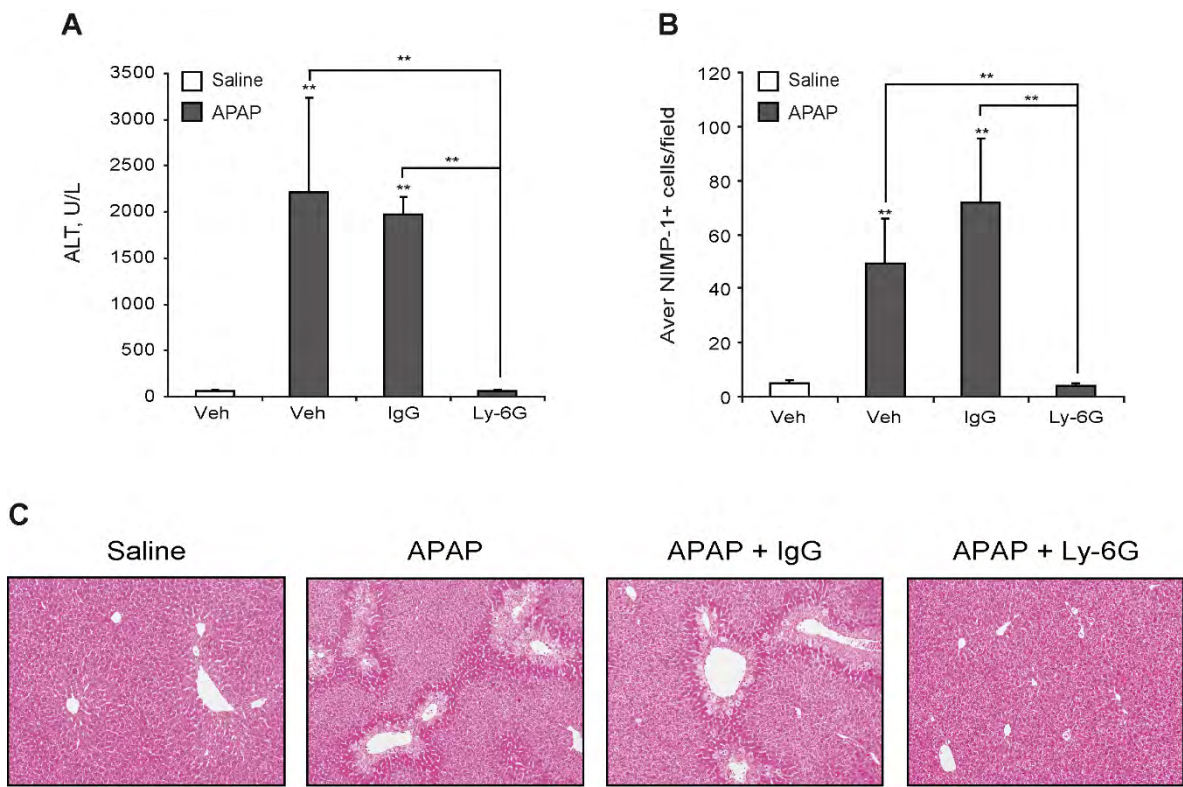 A
3500
3000
2500
2000
1500
1000
500
0
ALT, U/L
Saline
APAP
**
**
**
**
Veh
Veh
IgG
Ly-6G
B
120
100
80
60
40
20
0
Aver NIMP-1+ cells/field
Saline
APAP
**
**
**
**
Veh
Veh
IgG
Ly-6G
C
Saline
APAP
APAP + IgG
APAP + Ly-6G